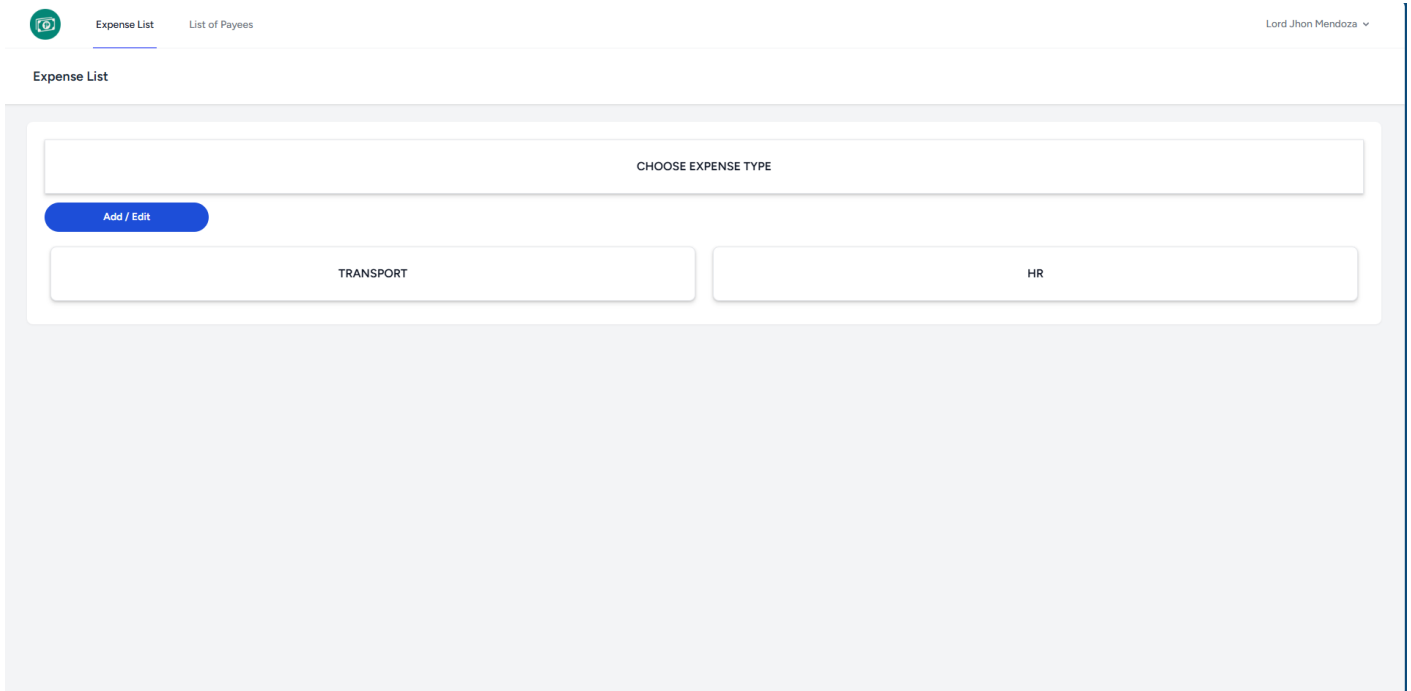 Expense List
List of Payees
Lord Jhon Mendoza
Expense List
CHOOSE EXPENSE TYPE
Add / Edit
TRANSPORT
HR